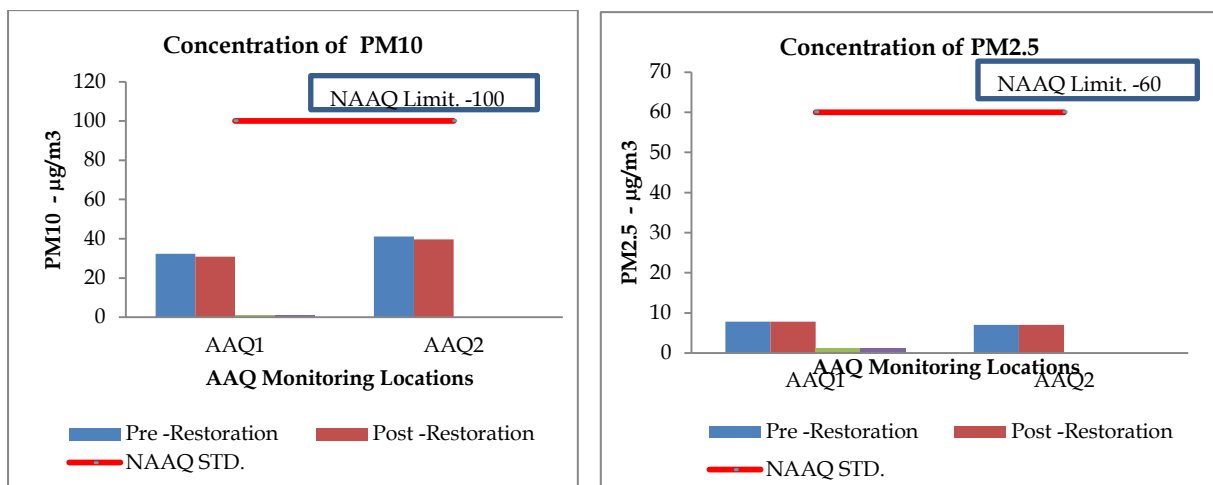 Concentration of PM10
NAAQ Limit. -100
120
100
80
60
40
20
0
PM10 - µg/m3
AAQ1 AAQ2
AAQ Monitoring Locations
Pre -Restoration Post -Restoration
NAAQ STD.
Concentration of PM2.5
NAAQ Limit. -60
70
60
50
40
30
20
10
0
PM2.5 - µg/m3
AAQ1 AAQ2
AAQ Monitoring Locations
Pre -Restoration Post -Restoration
NAAQ STD.